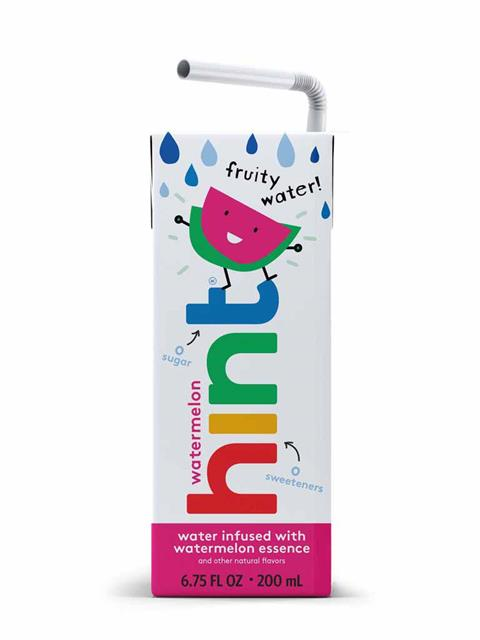 fruity
water!
hint®
0
sugar
watermelon
0
sweeteners
water infused with
watermelon essence
and other natural flavors
6.75 FL OZ • 200 mL